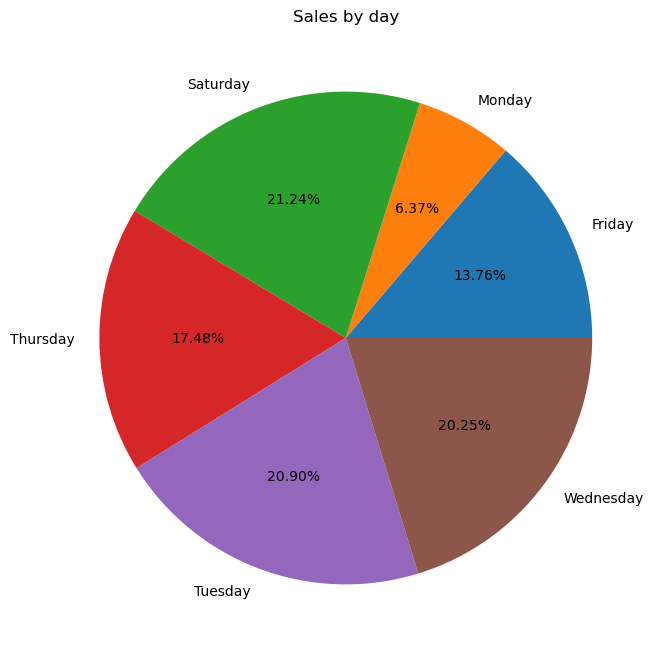 Sales by day
Saturday
Monday
21.24%
6.37%
Friday
13.76%
Thursday
17.48%
20.25%
20.90%
Wednesday
Tuesday